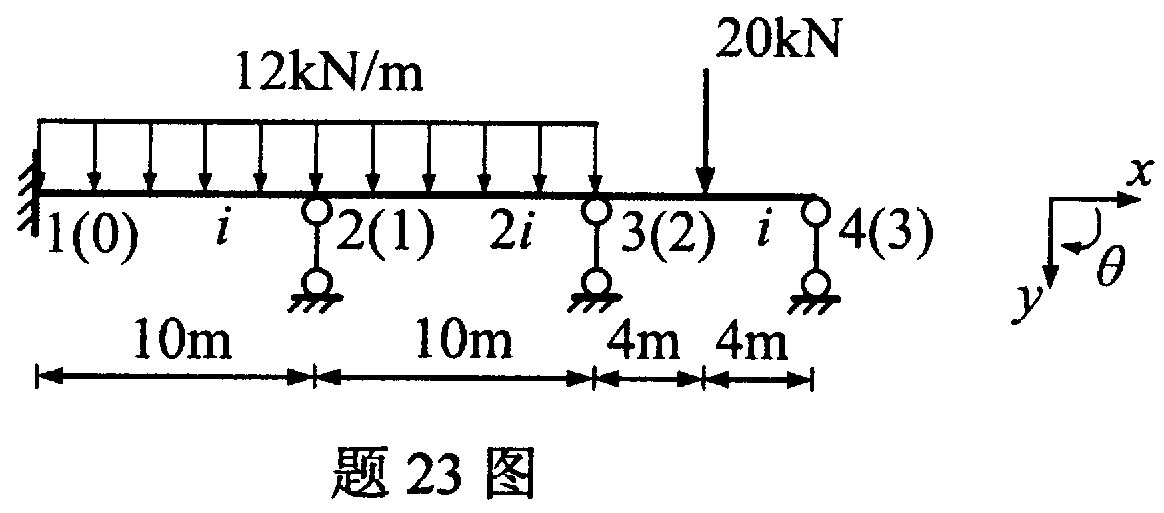 20kN
12kN/m
1(0) i 2(1) 2i 3(2) i 4(3)
x
y
θ
10m 10m 4m 4m
题 23 图